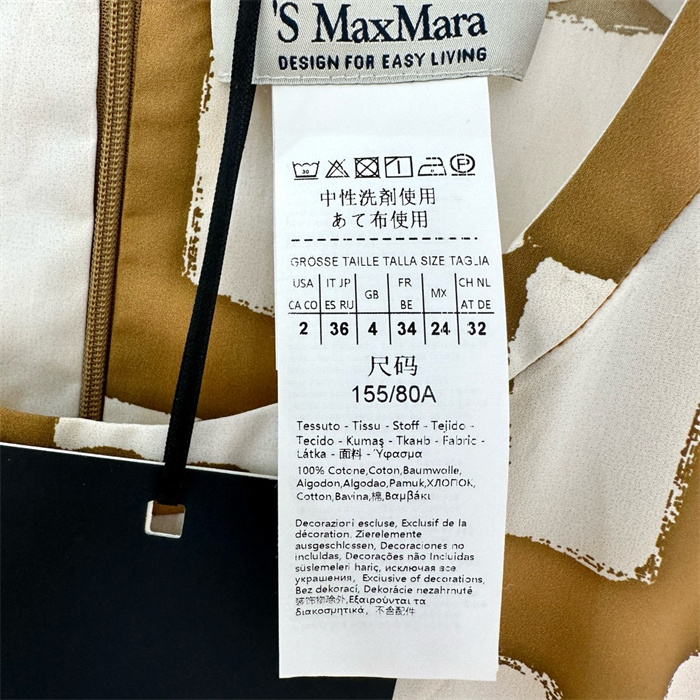 'S MaxMara
DESIGN FOR EASY LIVING
30
P
中性洗剤使用
あて布使用
GROSSE TAILLE TALLA SIZE TAGLIA
USA CA CO IT JP ES RU GB FR BE MX CH NL AT DE
2 36 4 34 24 32
尺码
155/80A
Tessuto - Tissu - Stoff - Tejido -
Tecido - Kumaş - Ткань - Fabric -
Látka - 面料 - Ύφασμα
100% Cotone,Coton,Baumwolle,
Algodon,Algodao,Pamuk,ХЛОПОК,
Cotton,Bavlna,棉,Βαμβάκι
Decorazioni escluse, Exclusif de la
décoration. Zierelemente
ausgeschlossen, Decoraciones no
incluidas, Decorações não Incluidas
süslemeleri hariç, исключая все
украшения, Exclusive of decorations,
Bez dekorací, Dekorácie nezahrnuté
装饰物除外,Εξαιρούνται τα
διακοσμητικά, 不含配件